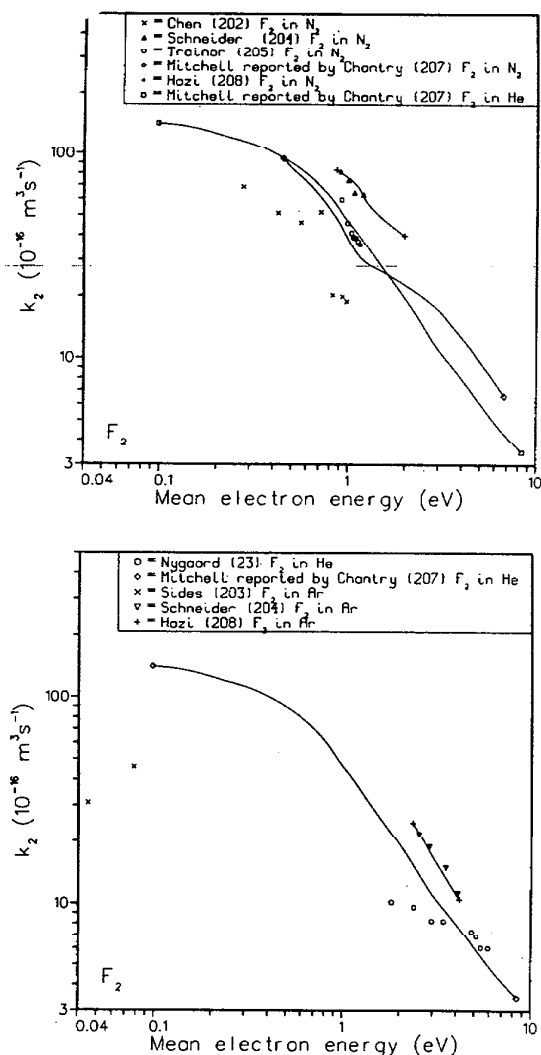 × = Chen (202) F₂ in N₂
▲ = Schneider (204) F₂ in N₂
○ = Trainor (205) F₂ in N₂
◇ = Mitchell reported by Chantry (207) F₂ in N₂
+ = Hazi (208) F₂ in N₂
□ = Mitchell reported by Chantry (207) F₂ in He
100
10
3
k₂ (10⁻¹⁶ m³s⁻¹)
F₂
0.04
0.1
1
10
Mean electron energy (eV)
○ = Nygaard (23) F₂ in He
◇ = Mitchell reported by Chantry (207) F₂ in He
× = Sides (203) F₂ in Ar
▽ = Schneider (204) F₂ in Ar
+ = Hazi (208) F₂ in Ar
100
10
3
k₂ (10⁻¹⁶ m³s⁻¹)
F₂
0.04
0.1
1
10
Mean electron energy (eV)